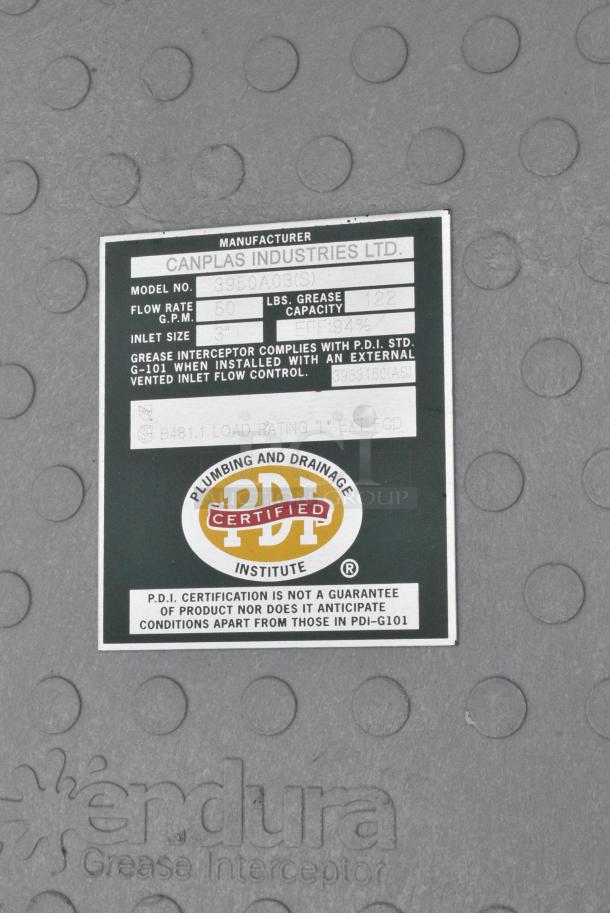 MANUFACTURER
CANPLAS INDUSTRIES LTD.
MODEL NO. 3950A03(S)
FLOW RATE G.P.M. 50 LBS. GREASE CAPACITY 122
INLET SIZE 3" EFF:94%
GREASE INTERCEPTOR COMPLIES WITH P.D.I. STD.
G-101 WHEN INSTALLED WITH AN EXTERNAL
VENTED INLET FLOW CONTROL. 3933160(AS)
B481.1 LOAD RATING "L" EXT FCD
PLUMBING AND DRAINAGE
PDI
CERTIFIED
INSTITUTE ®
P.D.I. CERTIFICATION IS NOT A GUARANTEE
OF PRODUCT NOR DOES IT ANTICIPATE
CONDITIONS APART FROM THOSE IN PDI-G101
endura
Grease Interceptor